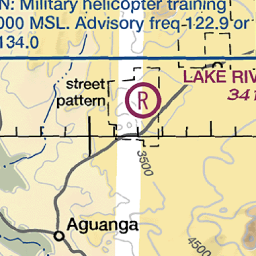 N: Military helicopter training
000 MSL. Advisory freq 122.9 or
134.0
LAKE RIV
street
pattern
R
341
3500
Aguanga
4500